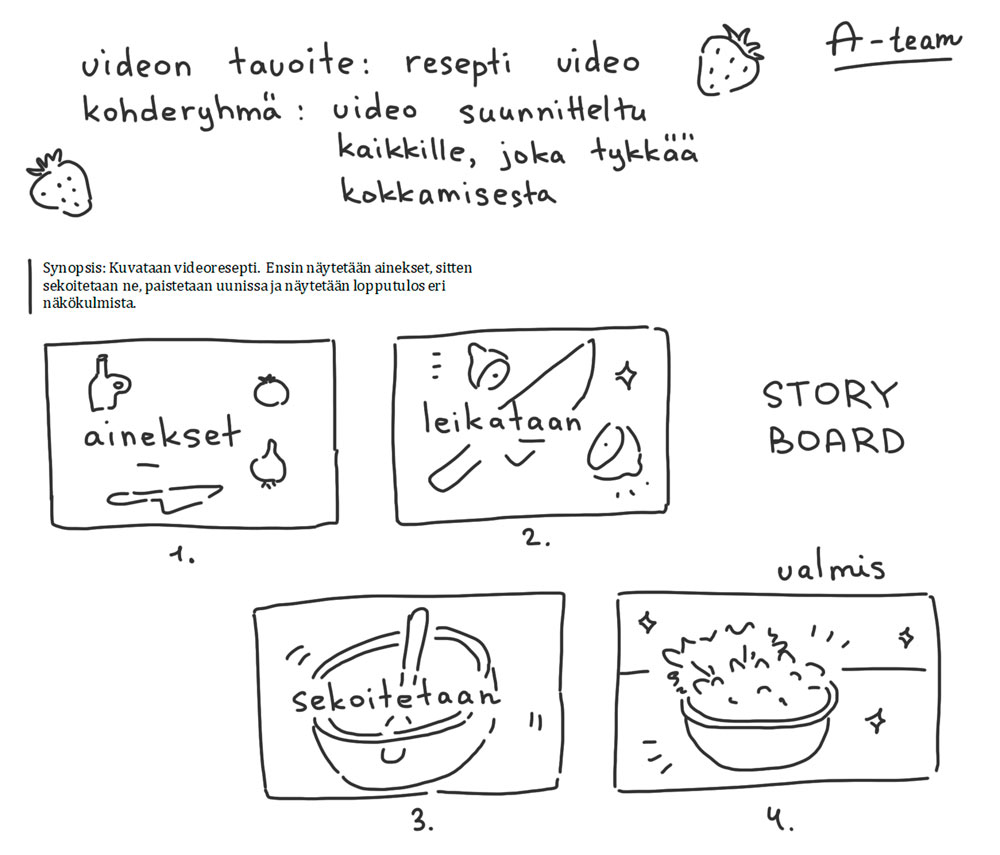 A-team
videon tavoite: resepti video
kohderyhmä: video suunnitteltu
kaikkille, joka tykkää
kokkamisesta
Synopsis: Kuvataan videoresepti. Ensin näytetään ainekset, sitten
sekoitetaan ne, paistetaan uunissa ja näytetään lopputulos eri
näkökulmista.
ainekset
1.
leikataan
2.
STORY
BOARD
sekoitetaan
3.
valmis
4.